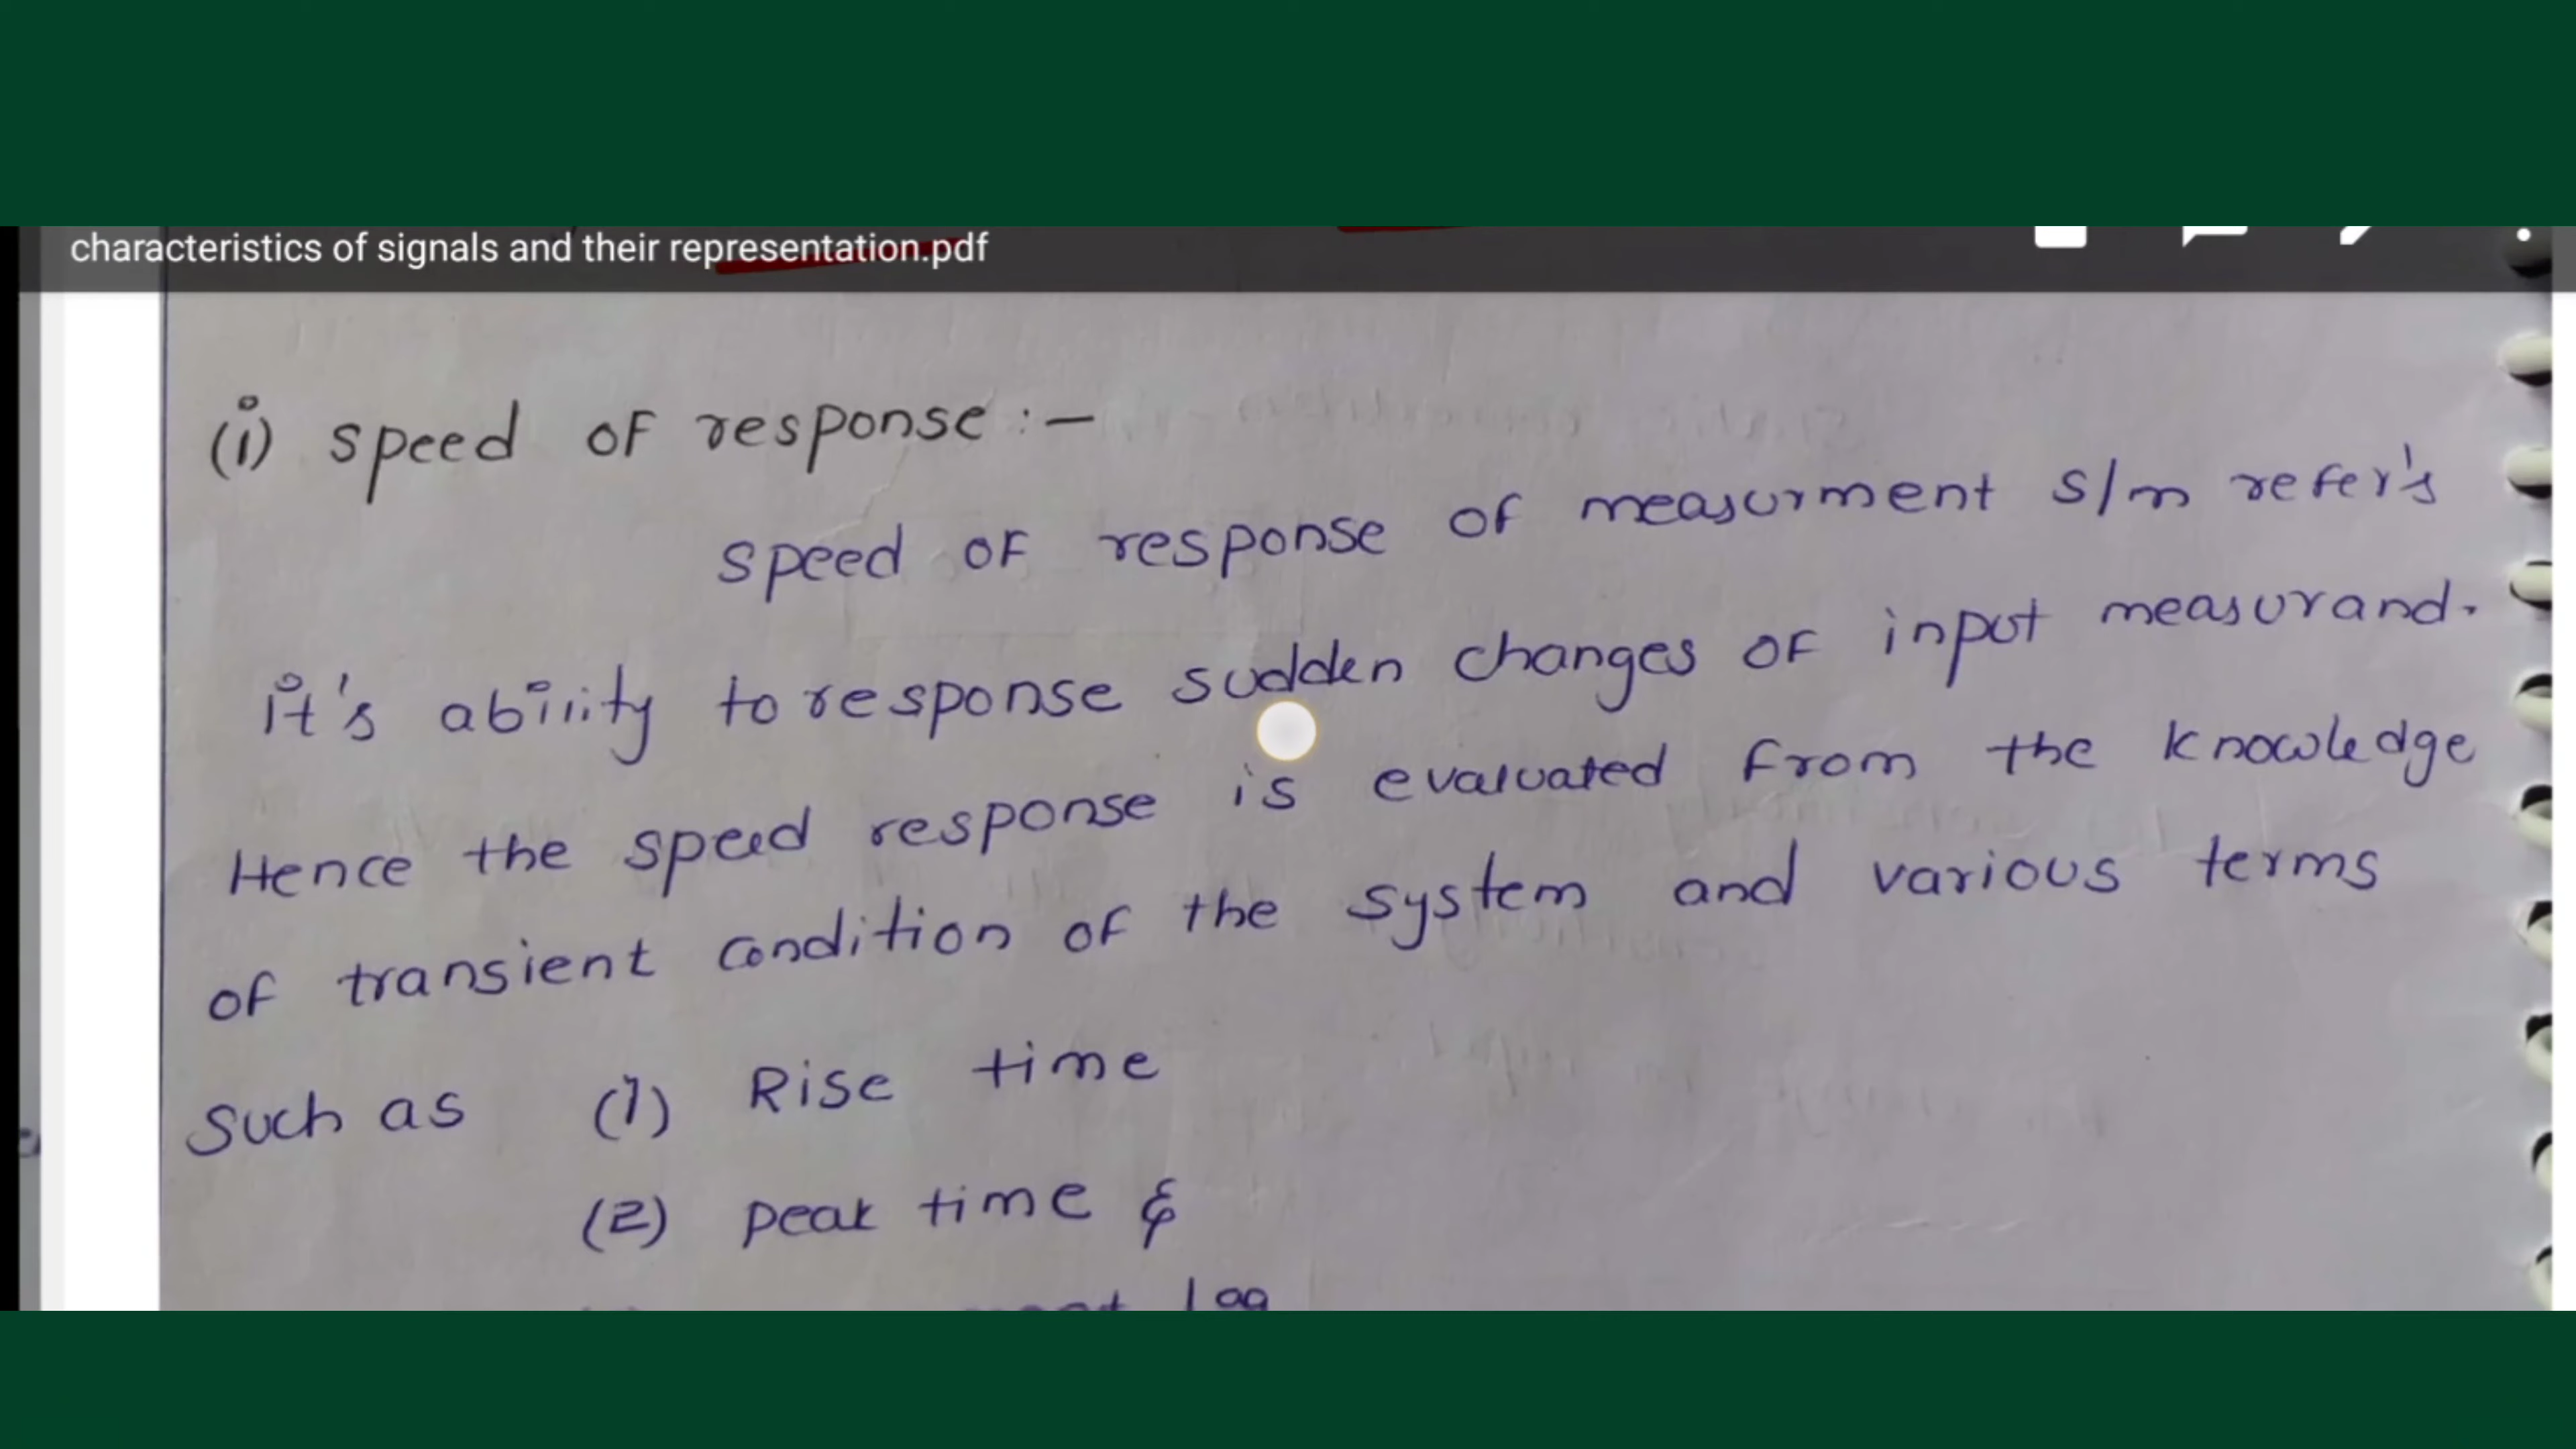 characteristics of signals and their representation.pdf
(i) speed of response :-
speed of response of measurment s/m refer's
it's ability to response sudden changes of input measurand.
Hence the speed response is evaluated from the knowledge
of transient condition of the system and various terms
such as (1) Rise time
(2) peak time &
lag